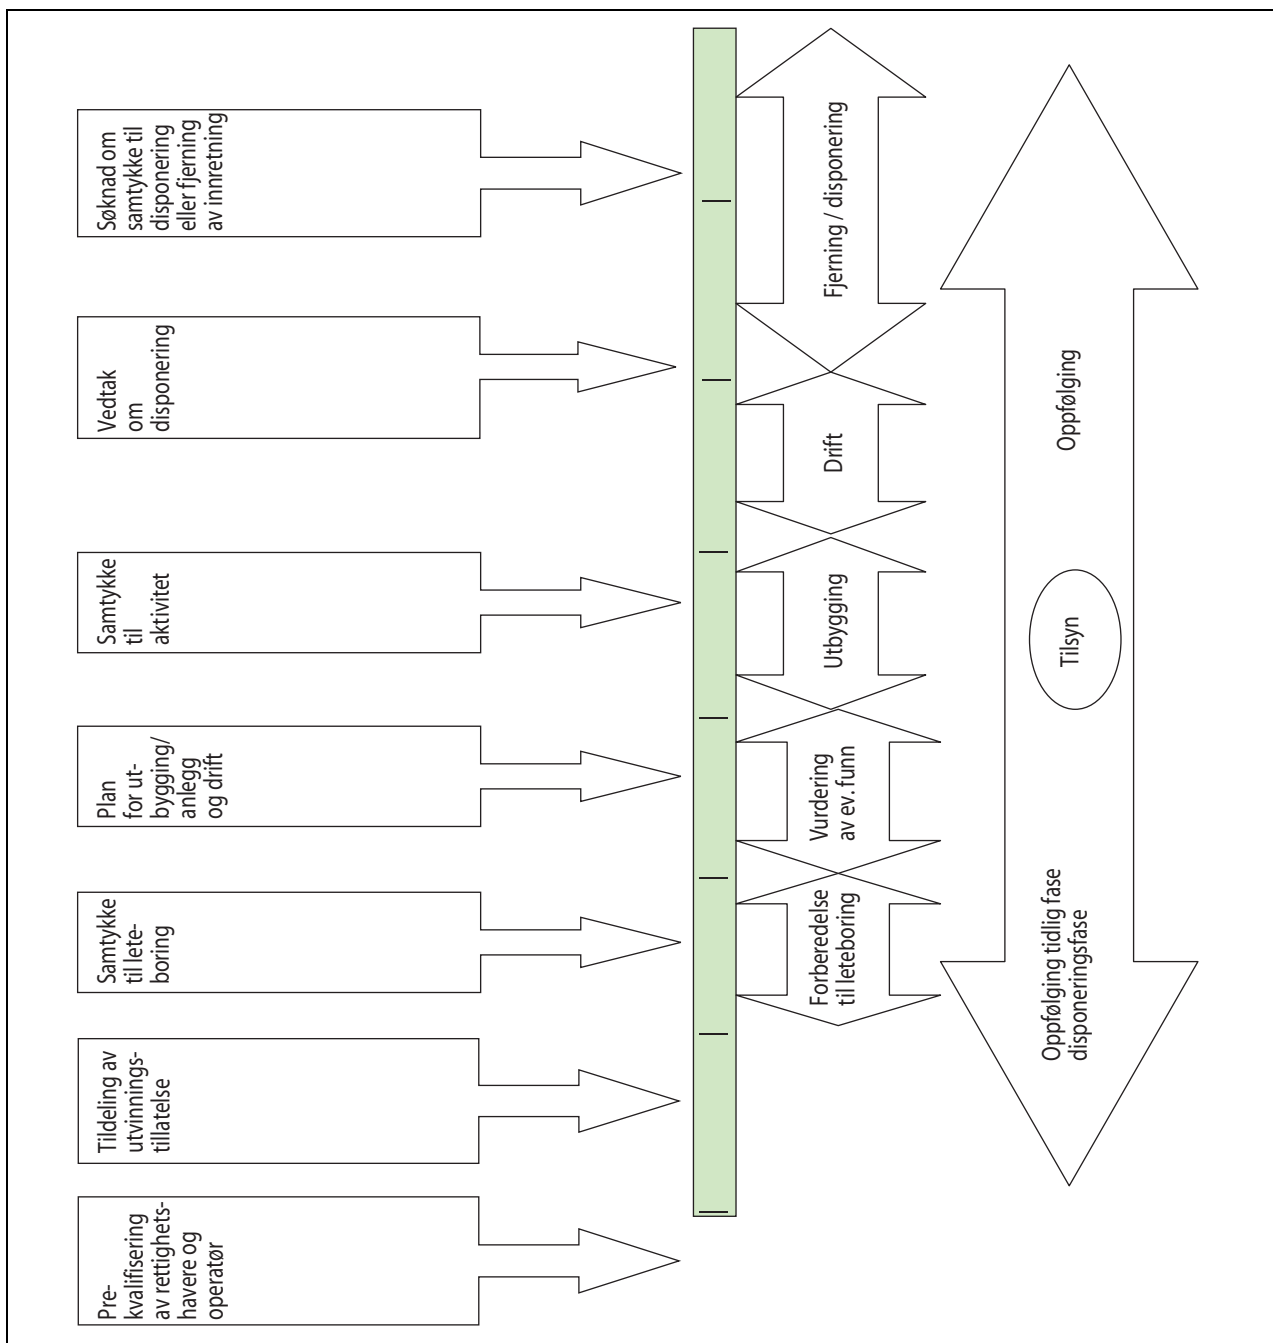 Pre-
kvalifisering
av rettighets-
havere og
operatør
Tildeling av
utvinnings-
tillatelse
Samtykke
til lete-
boring
Plan
for ut-
bygging/
anlegg
og drift
Samtykke
til
aktivitet
Vedtak
om
disponering
Søknad om
samtykke til
disponering
eller fjerning
av innretning
Forberedelse
til leteboring
Vurdering
av ev. funn
Utbygging
Drift
Fjerning / disponering
Oppfølging tidlig fase
disponeringsfase
Tilsyn
Oppfølging